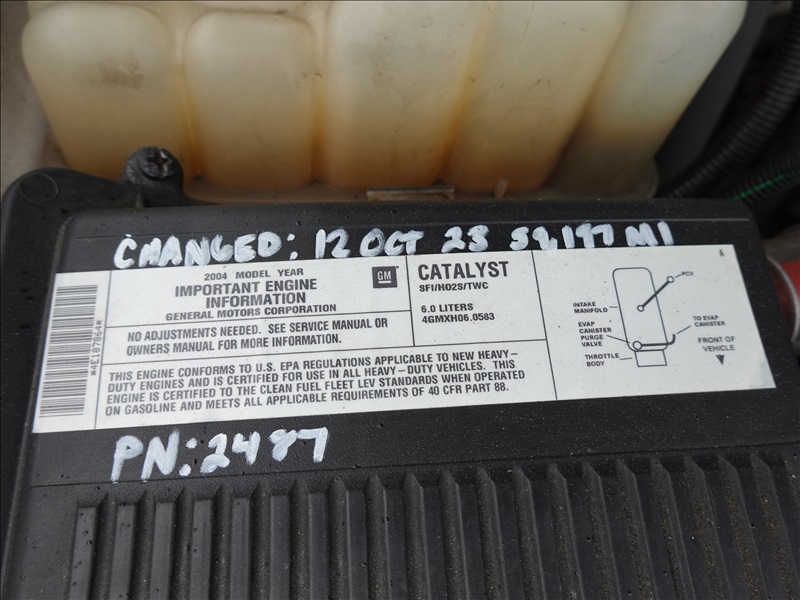 CHANGED: 12 OCT 23 59,197 MI
2004 MODEL YEAR
IMPORTANT ENGINE
INFORMATION
GENERAL MOTORS CORPORATION
GM
NO ADJUSTMENTS NEEDED. SEE SERVICE MANUAL OR
OWNERS MANUAL FOR MORE INFORMATION.
CATALYST
SFI/HO2S/TWC
6.0 LITERS
4GMXH06.0583
THIS ENGINE CONFORMS TO U.S. EPA REGULATIONS APPLICABLE TO NEW HEAVY-
DUTY ENGINES AND IS CERTIFIED FOR USE IN ALL HEAVY-DUTY VEHICLES. THIS
ENGINE IS CERTIFIED TO THE CLEAN FUEL FLEET LEV STANDARDS WHEN OPERATED
ON GASOLINE AND MEETS ALL APPLICABLE REQUIREMENTS OF 40 CFR PART 88.
A
PCV
INTAKE
MANIFOLD
EVAP
CANISTER
PURGE
VALVE
THROTTLE
BODY
TO EVAP
CANISTER
FRONT OF
VEHICLE
PN: 2487